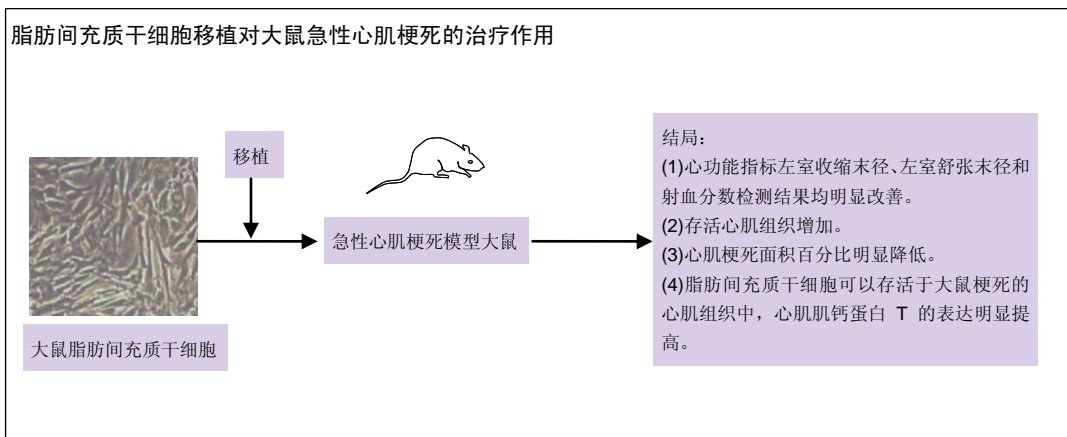 脂肪间充质干细胞移植对大鼠急性心肌梗死的治疗作用
移植
大鼠脂肪间充质干细胞
急性心肌梗死模型大鼠
结局：
(1)心功能指标左室收缩末径、左室舒张末径和
射血分数检测结果均明显改善。
(2)存活心肌组织增加。
(3)心肌梗死面积百分比明显降低。
(4)脂肪间充质干细胞可以存活于大鼠梗死的
心肌组织中，心肌肌钙蛋白 T 的表达明显提
高。